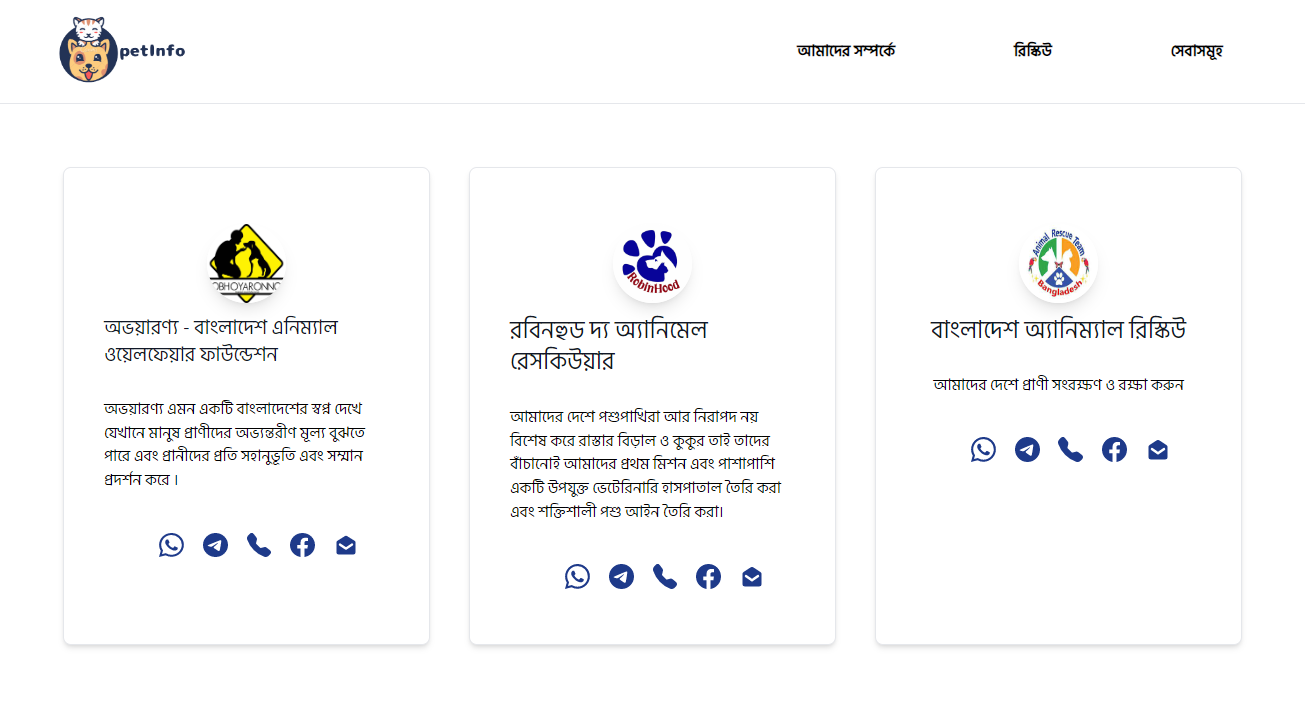 petInfo
আমাদের সম্পর্কে
রিস্কিউ
সেবাসমূহ
OBHOYARONNO
অভয়ারণ্য - বাংলাদেশ এনিম্যাল
ওয়েলফেয়ার ফাউন্ডেশন
অভয়ারণ্য এমন একটি বাংলাদেশের স্বপ্ন দেখে
যেখানে মানুষ প্রাণীদের অভ্যন্তরীণ মূল্য বুঝতে
পারে এবং প্রানীদের প্রতি সহানুভূতি এবং সম্মান
প্রদর্শন করে ।
RobinHood
রবিনহুড দ্য অ্যানিমেল
রেসকিউয়ার
আমাদের দেশে পশুপাখিরা আর নিরাপদ নয়
বিশেষ করে রাস্তার বিড়াল ও কুকুর তাই তাদের
বাঁচানোই আমাদের প্রথম মিশন এবং পাশাপাশি
একটি উপযুক্ত ভেটেরিনারি হাসপাতাল তৈরি করা
এবং শক্তিশালী পশু আইন তৈরি করা।
Animal Rescue Team
Bangladesh
বাংলাদেশ অ্যানিম্যাল রিস্কিউ
আমাদের দেশে প্রাণী সংরক্ষণ ও রক্ষা করুন